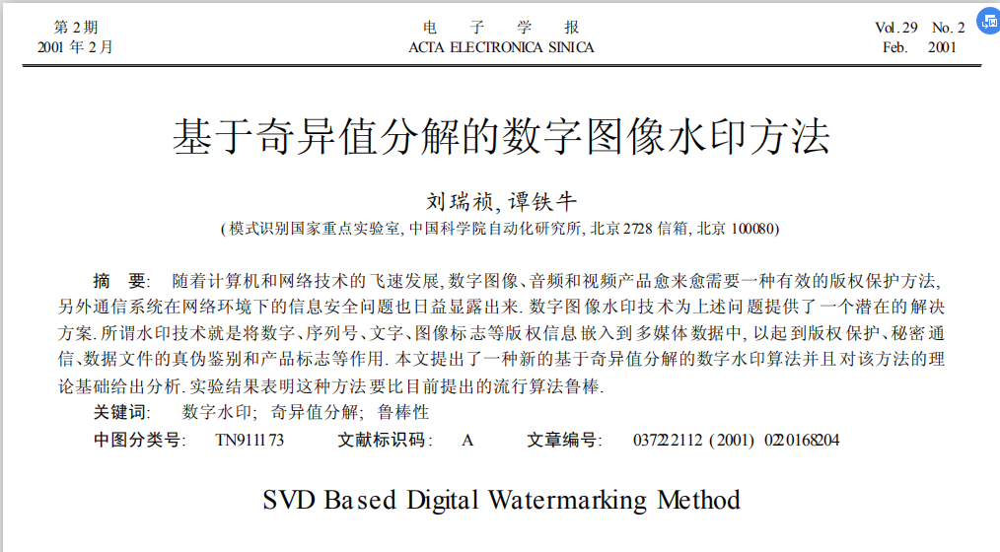 第 2 期 电 子 学 报 Vol. 29 No. 2
2001 年 2 月 ACTA ELECTRONICA SINICA Feb. 2001
基于奇异值分解的数字图像水印方法
刘瑞祯, 谭铁牛
( 模式识别国家重点实验室, 中国科学院自动化研究所, 北京 2728 信箱, 北京 100080)
摘 要: 随着计算机和网络技术的飞速发展, 数字图像、音频和视频产品愈来愈需要一种有效的版权保护方法,
另外通信系统在网络环境下的信息安全问题也日益显露出来. 数字图像水印技术为上述问题提供了一个潜在的解决
方案. 所谓水印技术就是将数字、序列号、文字、图像标志等版权信息嵌入到多媒体数据中, 以起到版权保护、秘密通
信、数据文件的真伪鉴别和产品标志等作用. 本文提出了一种新的基于奇异值分解的数字水印算法并且对该方法的理
论基础给出分析. 实验结果表明这种方法要比目前提出的流行算法鲁棒.
关键词: 数字水印; 奇异值分解; 鲁棒性
中图分类号: TN911173 文献标识码: A 文章编号: 037222112 (2001) 0220168204
SVD Based Digital Watermarking Method